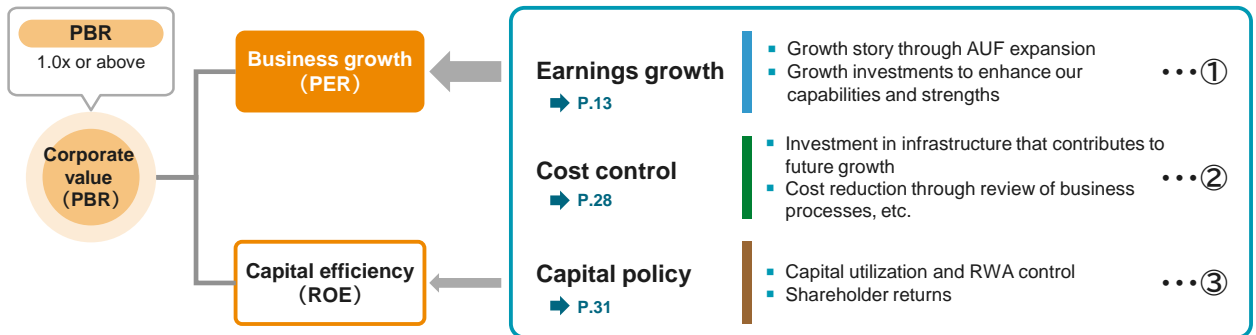 PBR
1.0x or above
Corporate
value
（PBR）
Business growth
（PER）
Capital efficiency
（ROE）
Earnings growth
P.13
▪ Growth story through AUF expansion
▪ Growth investments to enhance our
capabilities and strengths
•••①
Cost control
P.28
▪ Investment in infrastructure that contributes to
future growth
▪ Cost reduction through review of business
processes, etc.
•••②
Capital policy
P.31
▪ Capital utilization and RWA control
▪ Shareholder returns
•••③